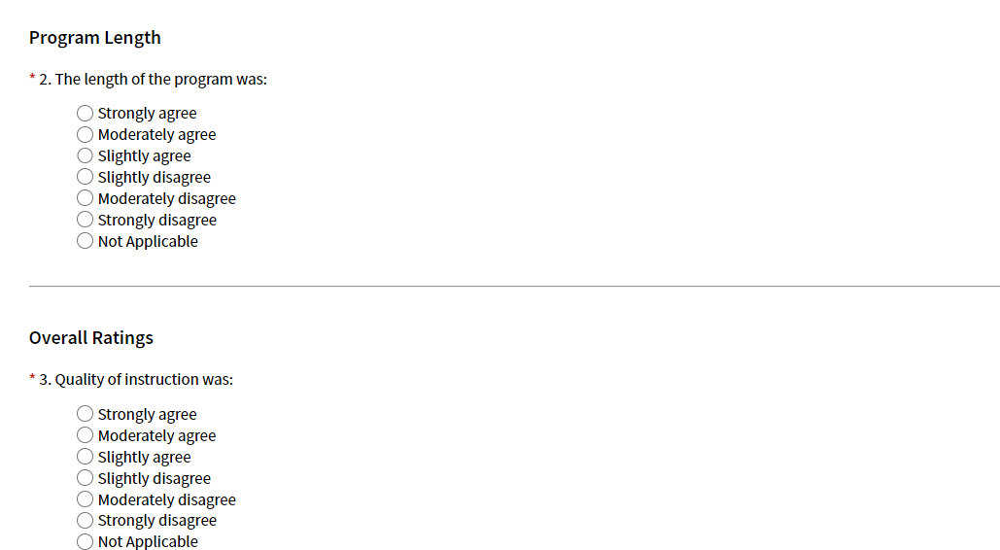 Program Length
* 2. The length of the program was:
Strongly agree
Moderately agree
Slightly agree
Slightly disagree
Moderately disagree
Strongly disagree
Not Applicable
Overall Ratings
* 3. Quality of instruction was:
Strongly agree
Moderately agree
Slightly agree
Slightly disagree
Moderately disagree
Strongly disagree
Not Applicable